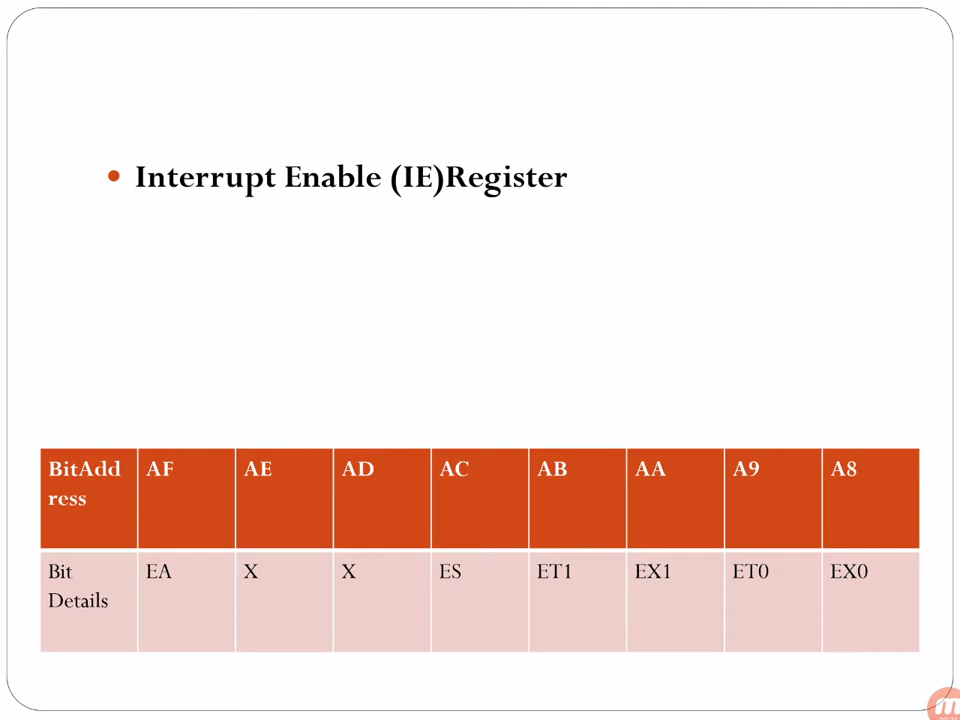 • Interrupt Enable (IE)Register
BitAdd AF AE AD AC AB AA A9 A8
ress
Bit EA X X ES ET1 EX1 ET0 EX0
Details